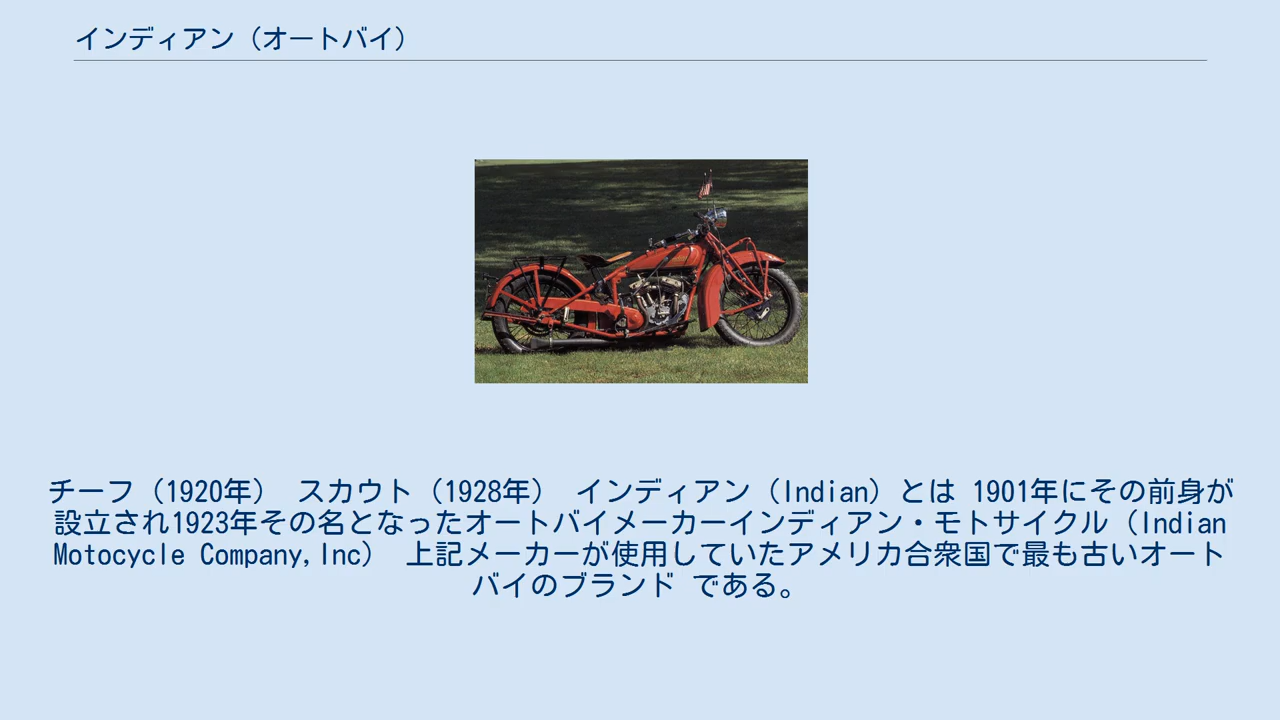 インディアン（オートバイ）
チーフ（1920年） スカウト（1928年） インディアン（Indian）とは 1901年にその前身が
設立され1923年その名となったオートバイメーカーインディアン・モトサイクル（Indian
Motocycle Company,Inc） 上記メーカーが使用していたアメリカ合衆国で最も古いオート
バイのブランド である。